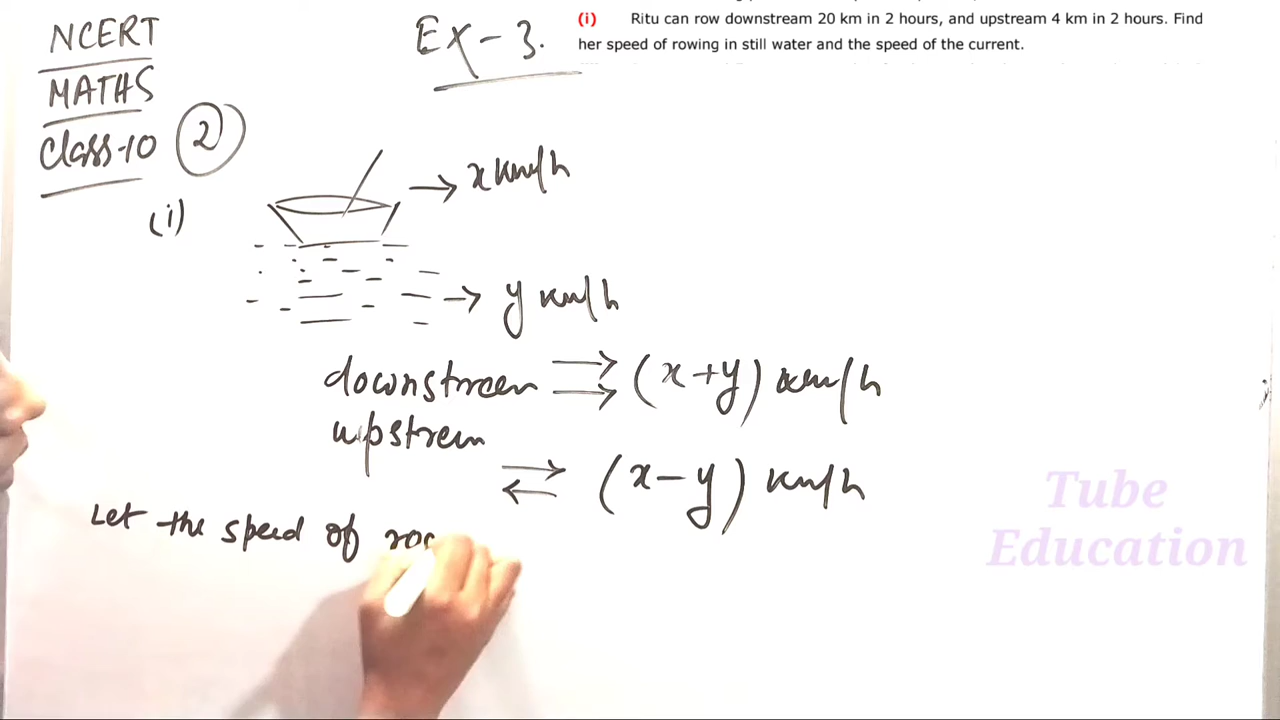 (i) Ritu can row downstream 20 km in 2 hours, and upstream 4 km in 2 hours. Find
her speed of rowing in still water and the speed of the current.
NCERT
MATHS
Class-10
Ex-3.
2
(i)
→ x km/h
→ y km/h
downstreem ⇉ (x+y) km/h
upstrem
⇄ (x-y) km/h
Let the speed of
Tube
Education